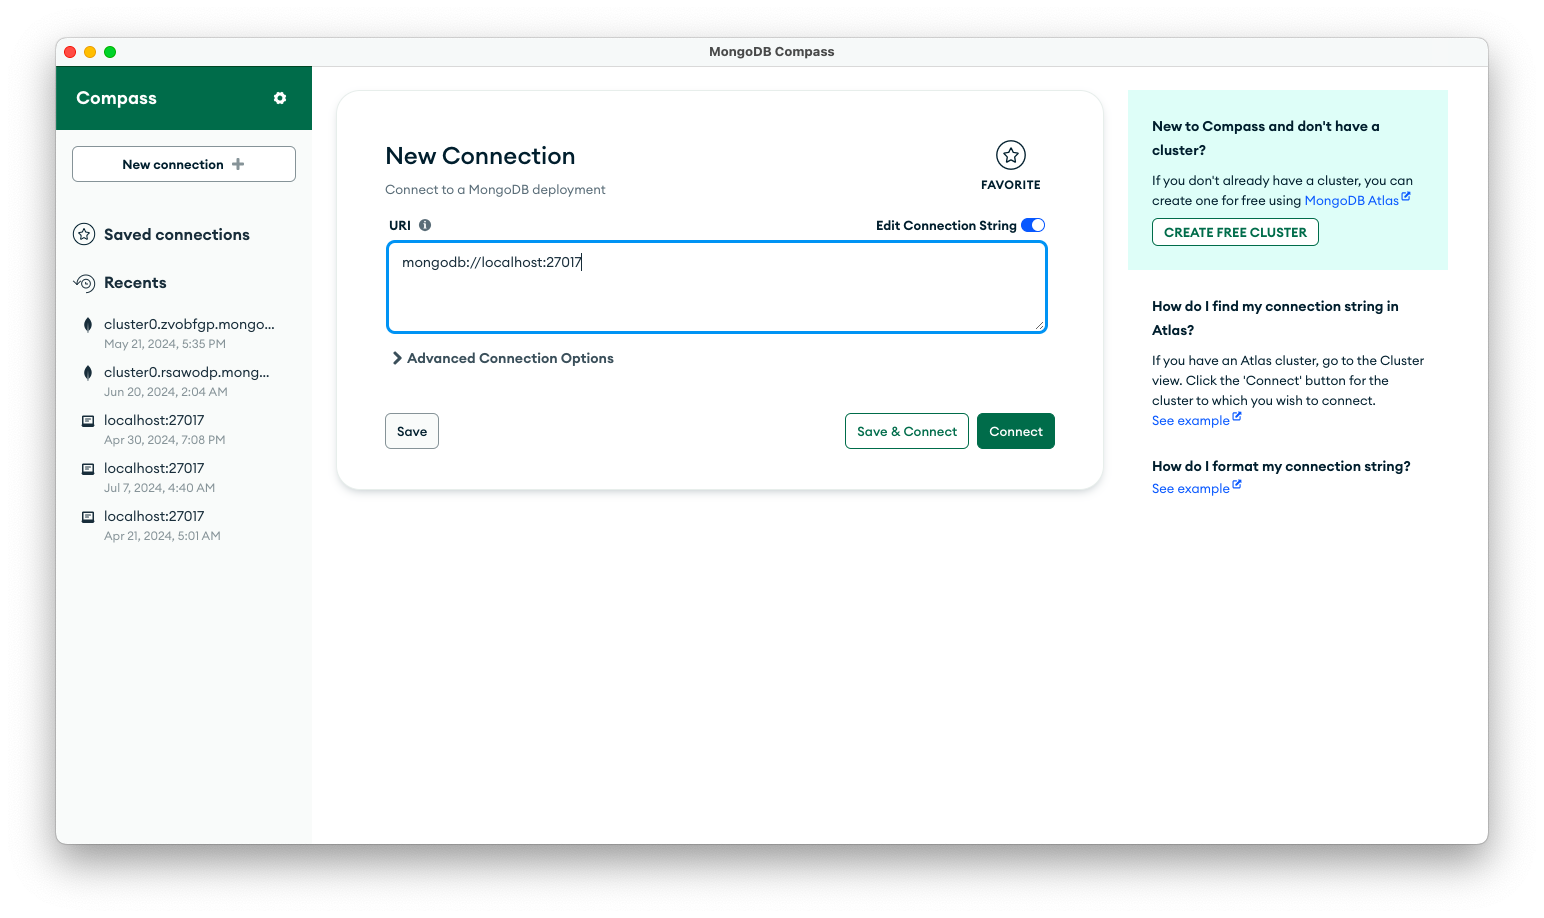 MongoDB Compass
Compass
New connection
Saved connections
Recents
cluster0.zvobfgp.mongo...
May 21, 2024, 5:35 PM
cluster0.rsawodp.mong...
Jun 20, 2024, 2:04 AM
localhost:27017
Apr 30, 2024, 7:08 PM
localhost:27017
Jul 7, 2024, 4:40 AM
localhost:27017
Apr 21, 2024, 5:01 AM
New Connection
FAVORITE
Connect to a MongoDB deployment
URI
Edit Connection String
mongodb://localhost:27017
Advanced Connection Options
Save
Save & Connect
Connect
New to Compass and don't have a
cluster?
If you don't already have a cluster, you can
create one for free using MongoDB Atlas
CREATE FREE CLUSTER
How do I find my connection string in
Atlas?
If you have an Atlas cluster, go to the Cluster
view. Click the 'Connect' button for the
cluster to which you wish to connect.
See example
How do I format my connection string?
See example